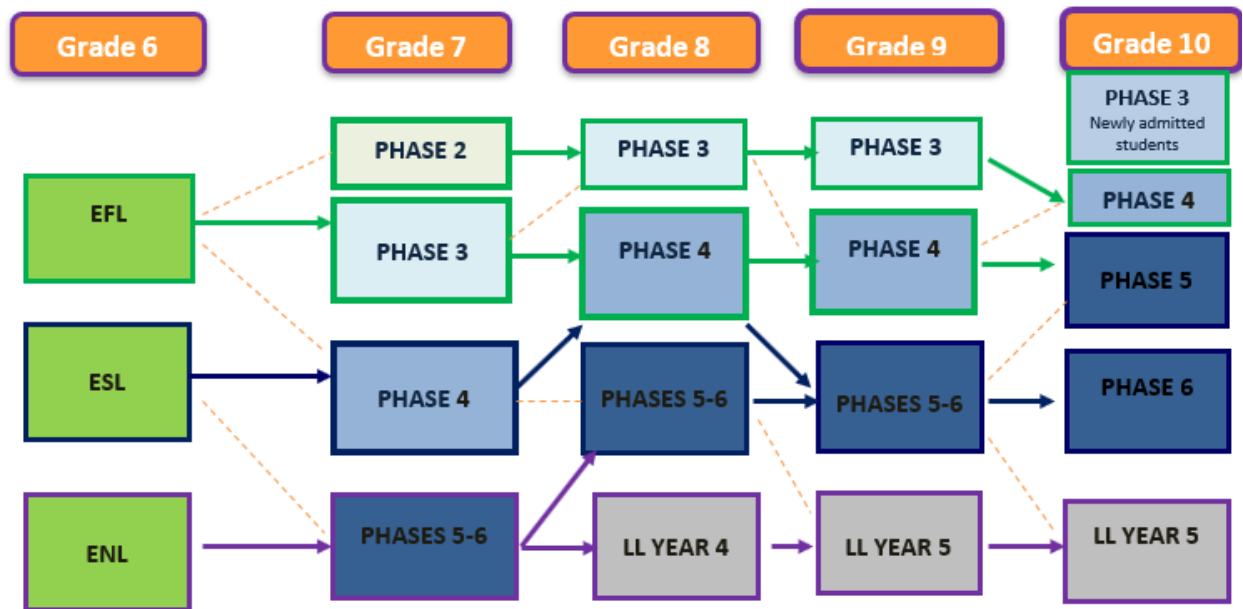 Grade 6
Grade 7
Grade 8
Grade 9
Grade 10
PHASE 3
Newly admitted
students
PHASE 2
PHASE 3
PHASE 3
PHASE 4
EFL
PHASE 3
PHASE 4
PHASE 4
PHASE 5
ESL
PHASE 4
PHASES 5-6
PHASES 5-6
PHASE 6
ENL
PHASES 5-6
LL YEAR 4
LL YEAR 5
LL YEAR 5